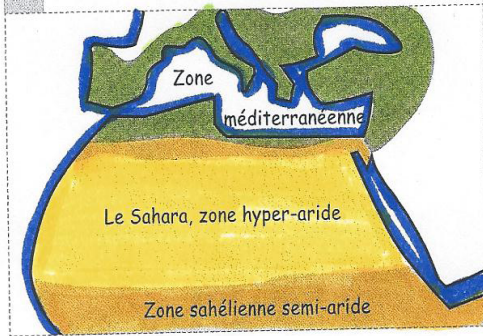 Zone
méditerranéenne
Le Sahara, zone hyper-aride
Zone sahélienne semi-aride